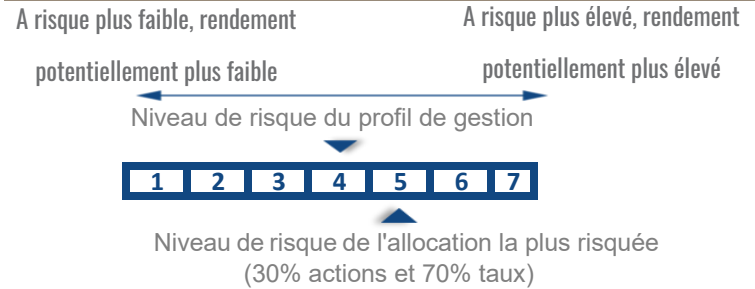 A risque plus faible, rendement
potentiellement plus faible
A risque plus élevé, rendement
potentiellement plus élevé
Niveau de risque du profil de gestion
1 2 3 4 5 6 7
Niveau de risque de l'allocation la plus risquée
(30% actions et 70% taux)